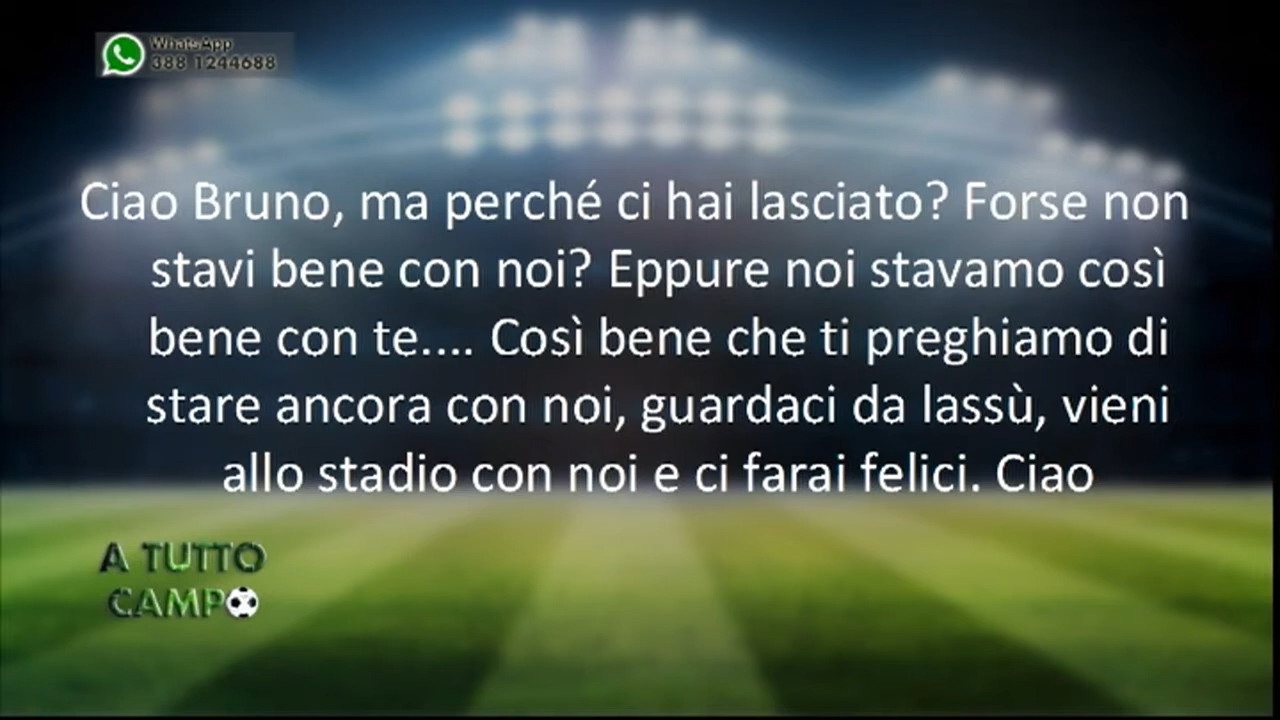 WhatsApp
388 1244688
Ciao Bruno, ma perché ci hai lasciato? Forse non
stavi bene con noi? Eppure noi stavamo così
bene con te.... Così bene che ti preghiamo di
stare ancora con noi, guardaci da lassù, vieni
allo stadio con noi e ci farai felici. Ciao
A TUTTO
CAMPO